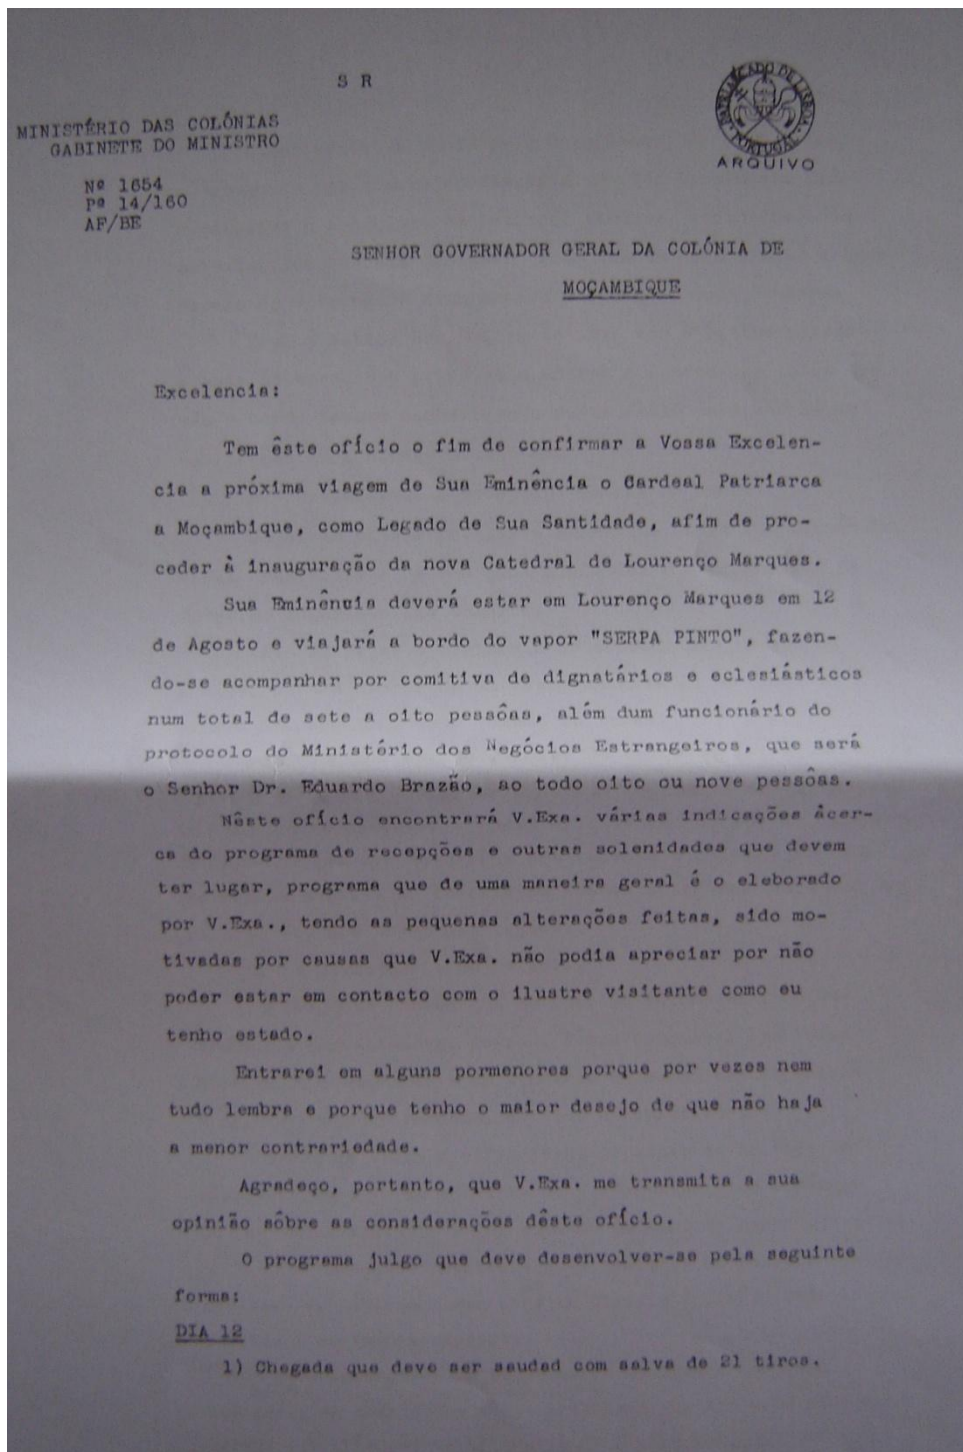 S R
PATRIARCADO DE LISBOA
PORTUGAL
ARQUIVO
MINISTÉRIO DAS COLÓNIAS
GABINETE DO MINISTRO
Nº 1654
Pº 14/160
AF/BE
SENHOR GOVERNADOR GERAL DA COLÓNIA DE
MOÇAMBIQUE
Excelencia:
Tem êste ofício o fim de confirmar a Vossa Excelen-
cia a próxima viagem de Sua Eminência o Cardeal Patriarca
a Moçambique, como Legado de Sua Santidade, afim de pro-
ceder à inauguração da nova Catedral de Lourenço Marques.
Sua Eminência deverá estar em Lourenço Marques em 12
de Agosto e viajará a bordo do vapor "SERPA PINTO", fazen-
do-se acompanhar por comitiva de dignatários e eclesiásticos
num total de sete a oito pessôas, além dum funcionário do
protocolo do Ministério dos Negócios Estrangeiros, que será
o Senhor Dr. Eduardo Brazão, ao todo oito ou nove pessôas.
Nêste ofício encontrará V.Exa. várias indicações àcer-
ca do programa de recepções e outras solenidades que devem
ter lugar, programa que de uma maneira geral é o eleborado
por V.Exa., tendo as pequenas alterações feitas, sido mo-
tivadas por causas que V.Exa. não podia apreciar por não
poder estar em contacto com o ilustre visitante como eu
tenho estado.
Entrarei em alguns pormenores porque por vezes nem
tudo lembra e porque tenho o maior desejo de que não haja
a menor contrariedade.
Agradeço, portanto, que V.Exa. me transmita a sua
opinião sôbre as considerações dêste ofício.
O programa julgo que deve desenvolver-se pela seguinte
forma:
DIA 12
1) Chegada que deve ser saudad com salva de 21 tiros.